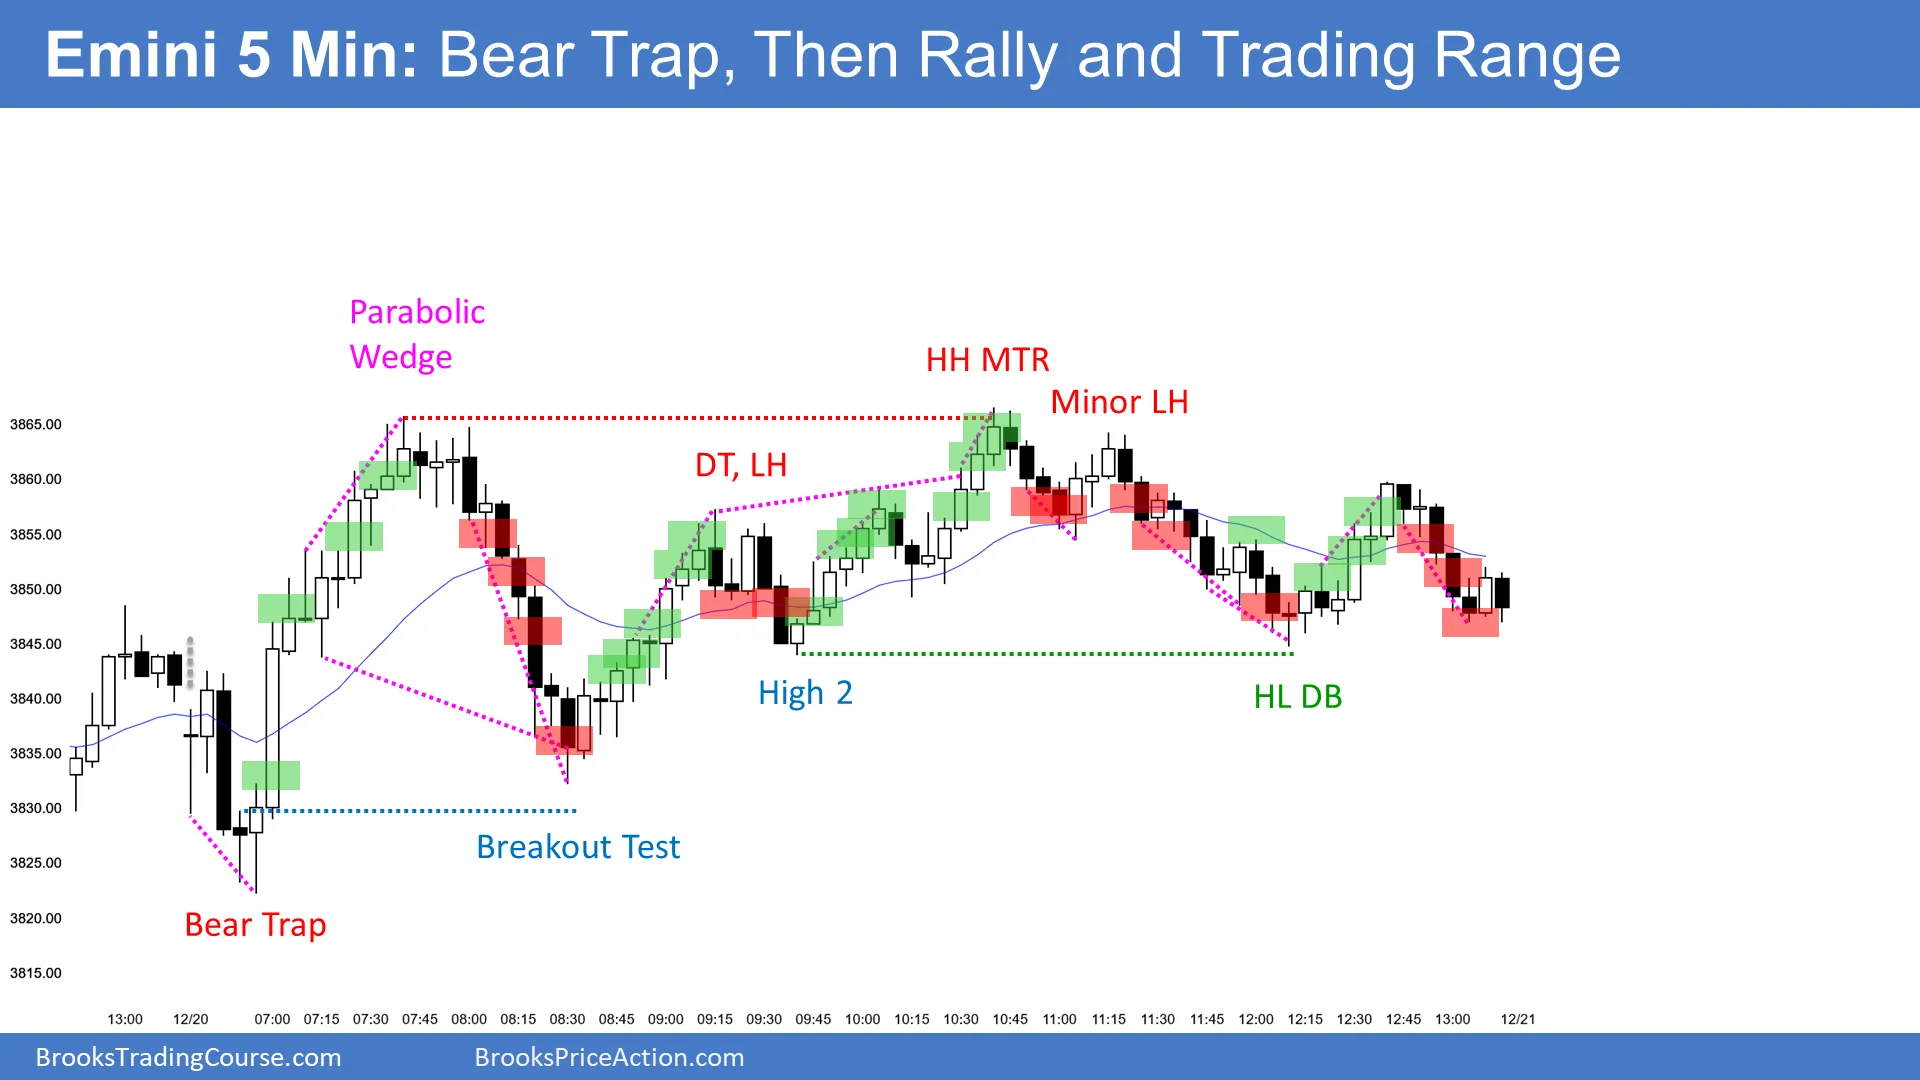 Emini 5 Min: Bear Trap, Then Rally and Trading Range
Parabolic
Wedge
HH MTR
Minor LH
DT, LH
High 2
HL DB
Breakout Test
Bear Trap
3865.00
3860.00
3855.00
3850.00
3845.00
3840.00
3835.00
3830.00
3825.00
3820.00
3815.00
13:00 12/20 07:00 07:15 07:30 07:45 08:00 08:15 08:30 08:45 09:00 09:15 09:30 09:45 10:00 10:15 10:30 10:45 11:00 11:15 11:30 11:45 12:00 12:15 12:30 12:45 13:00 12/21
BrooksTradingCourse.com BrooksPriceAction.com